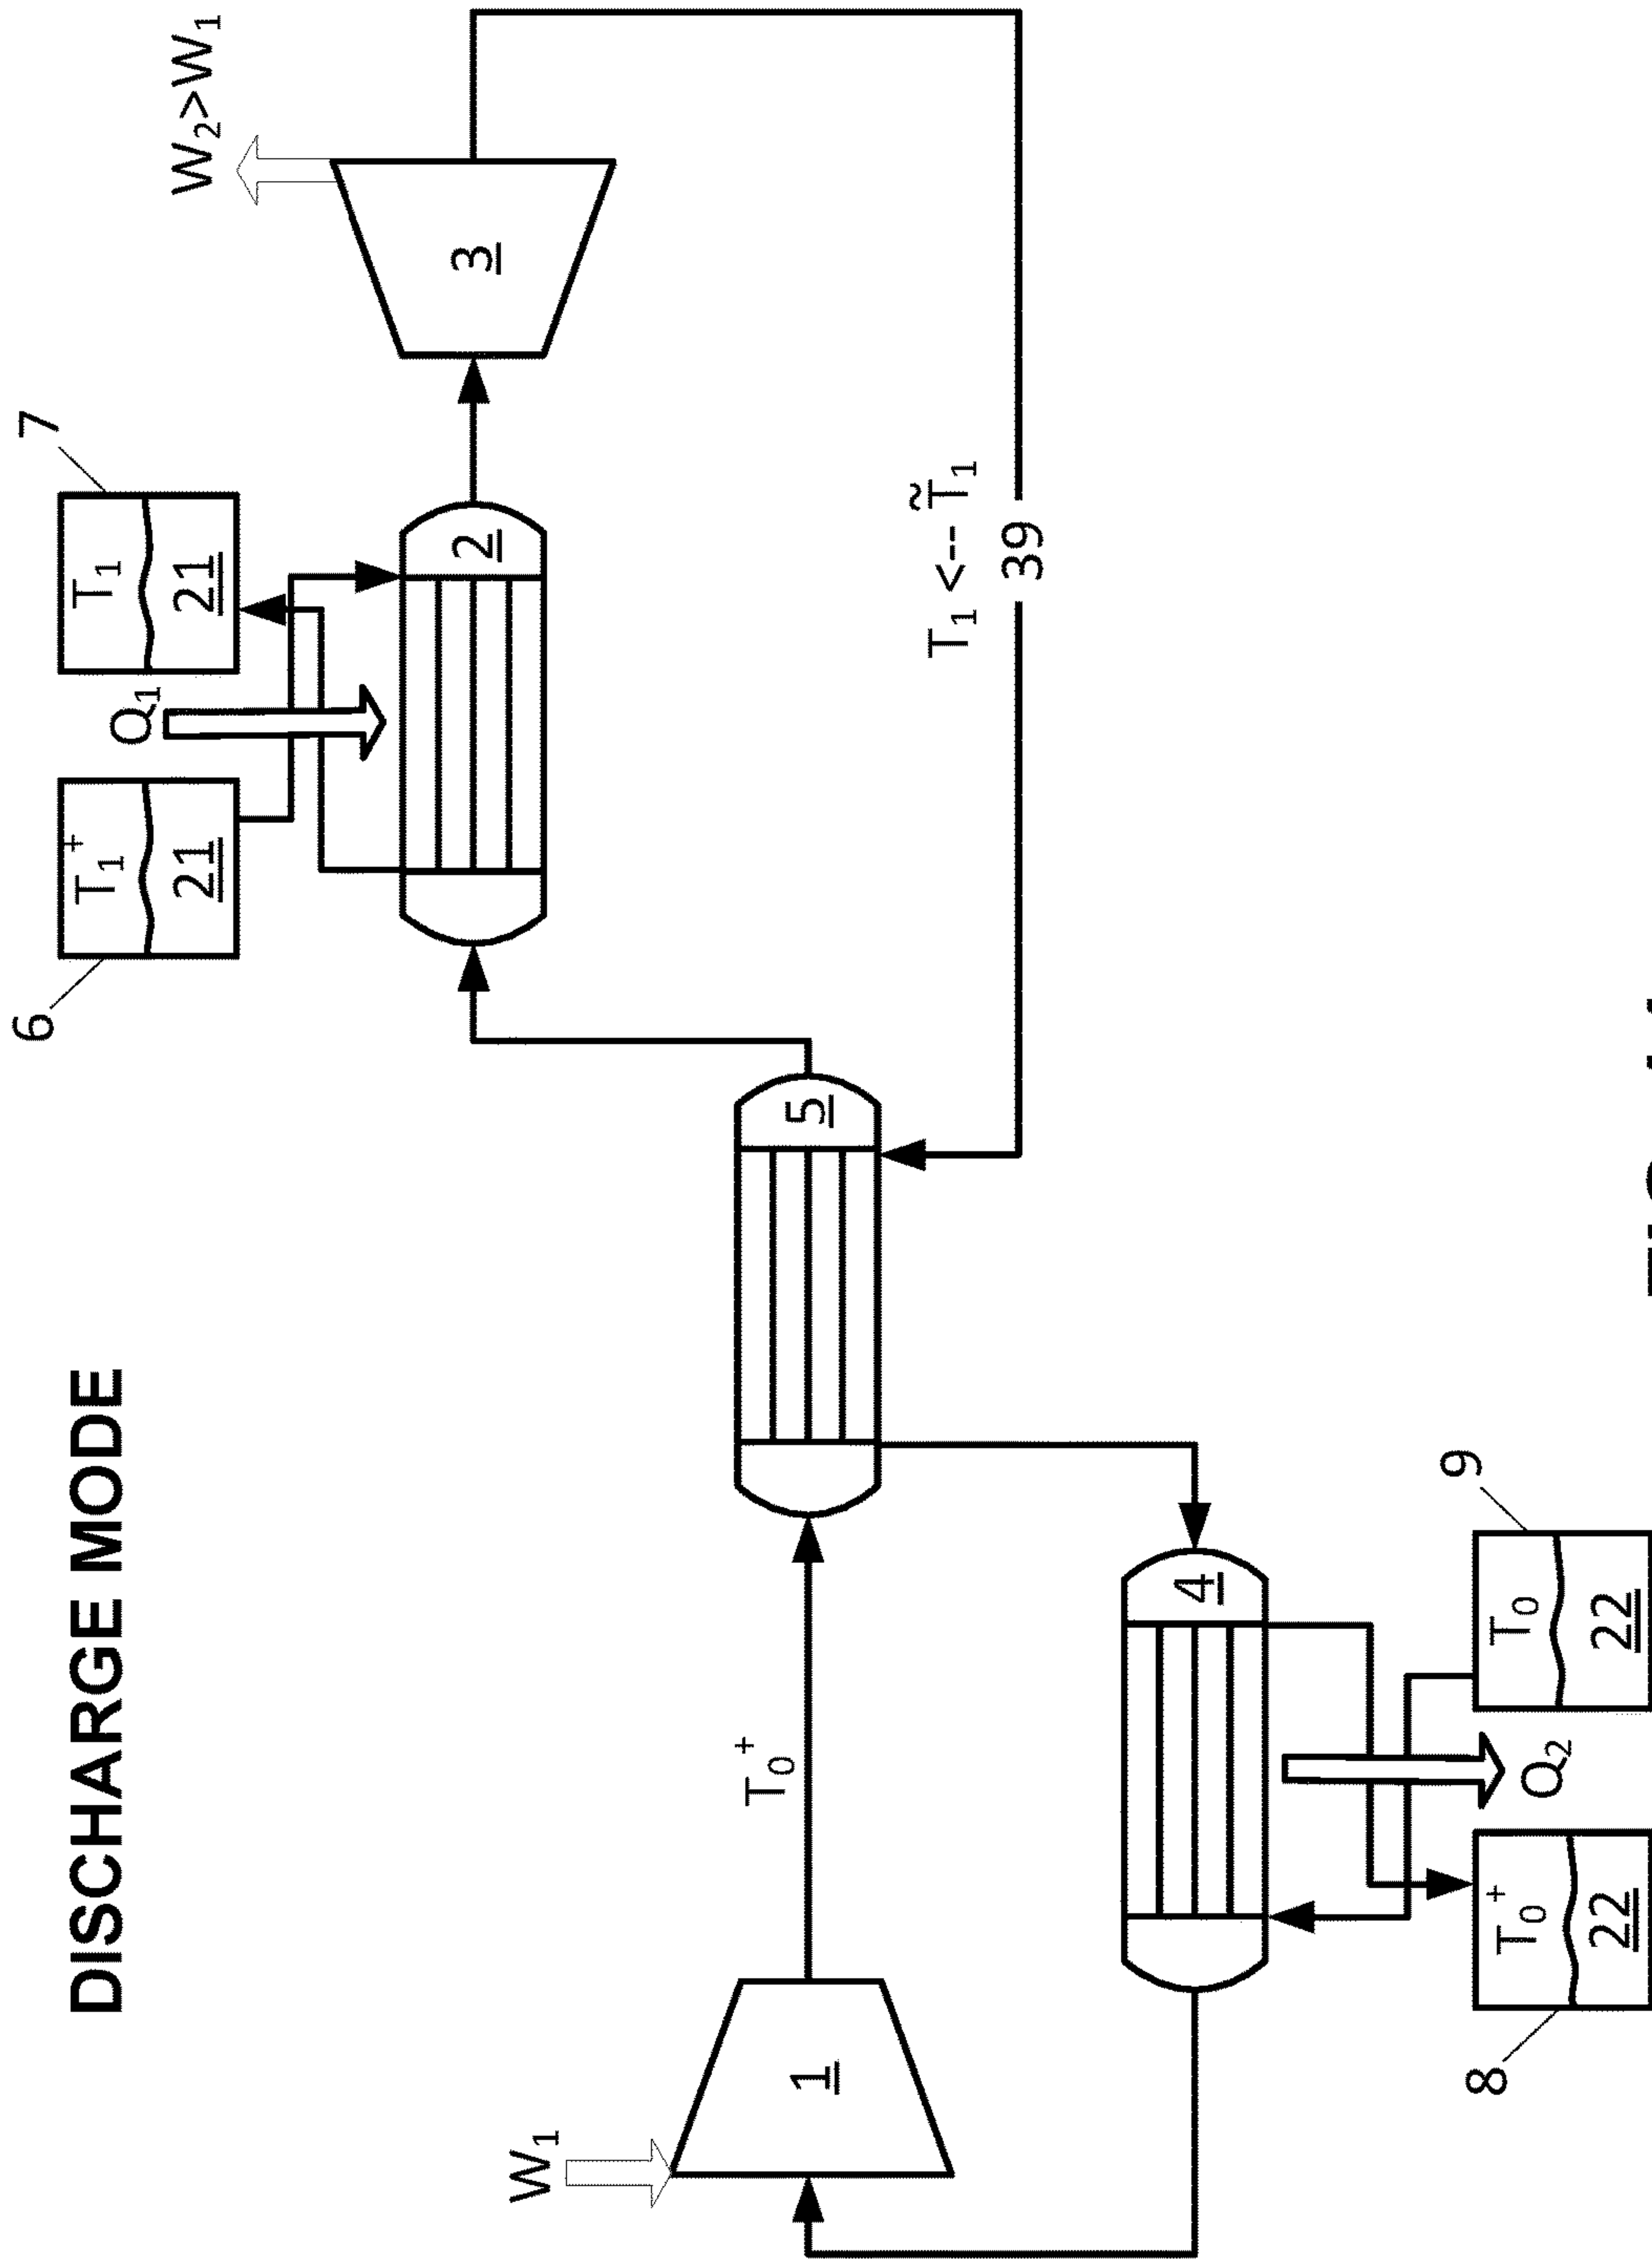 DISCHARGE MODE
6
7
T₁⁺
T₁
Q₁
W₂>W₁
21
21
2
3
W₁
T₀⁺
1
5
T₁ <-- T̃₁
39
4
8
9
T₀⁺
T₀
Q₂
22
22